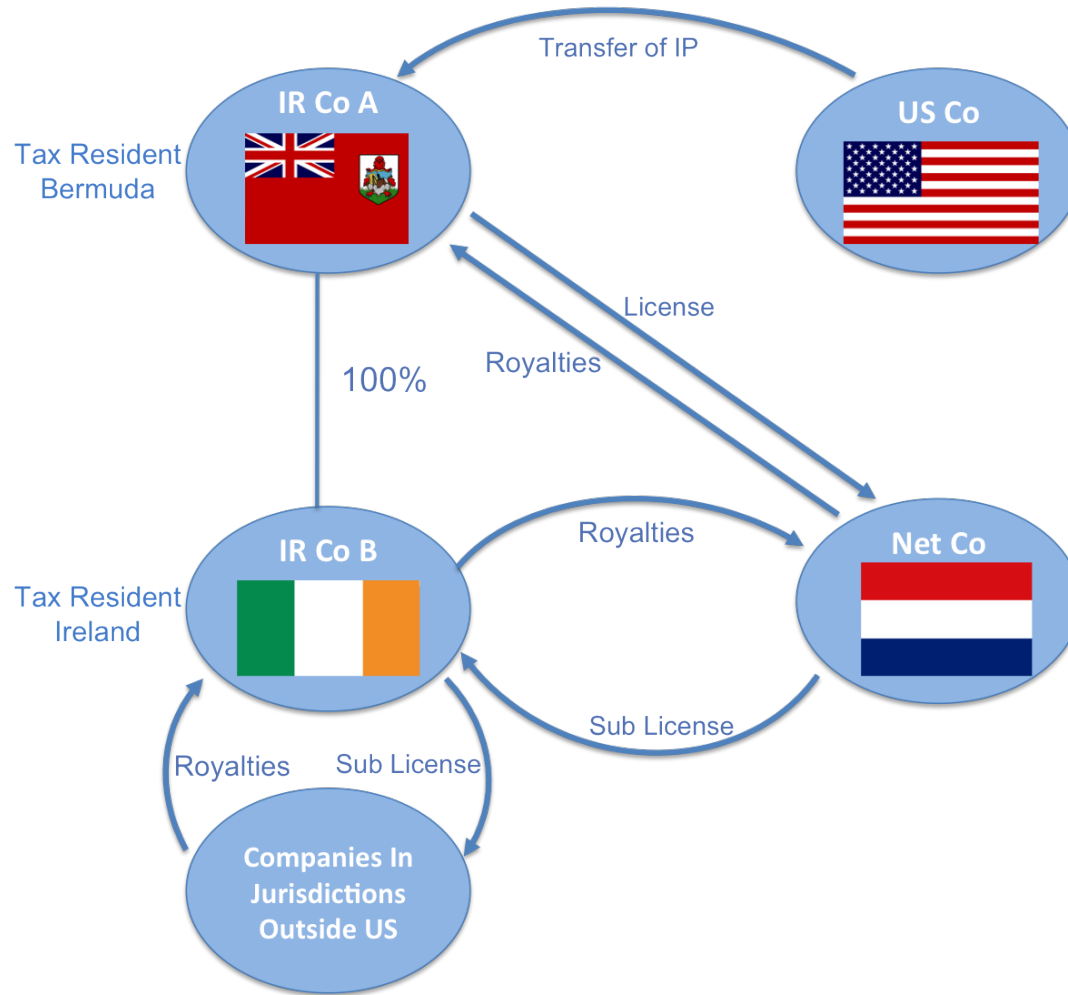 Transfer of IP
IR Co A
US Co
Tax Resident
Bermuda
License
Royalties
100%
IR Co B
Royalties
Net Co
Tax Resident
Ireland
Sub License
Royalties
Sub License
Companies In
Jurisdictions
Outside US